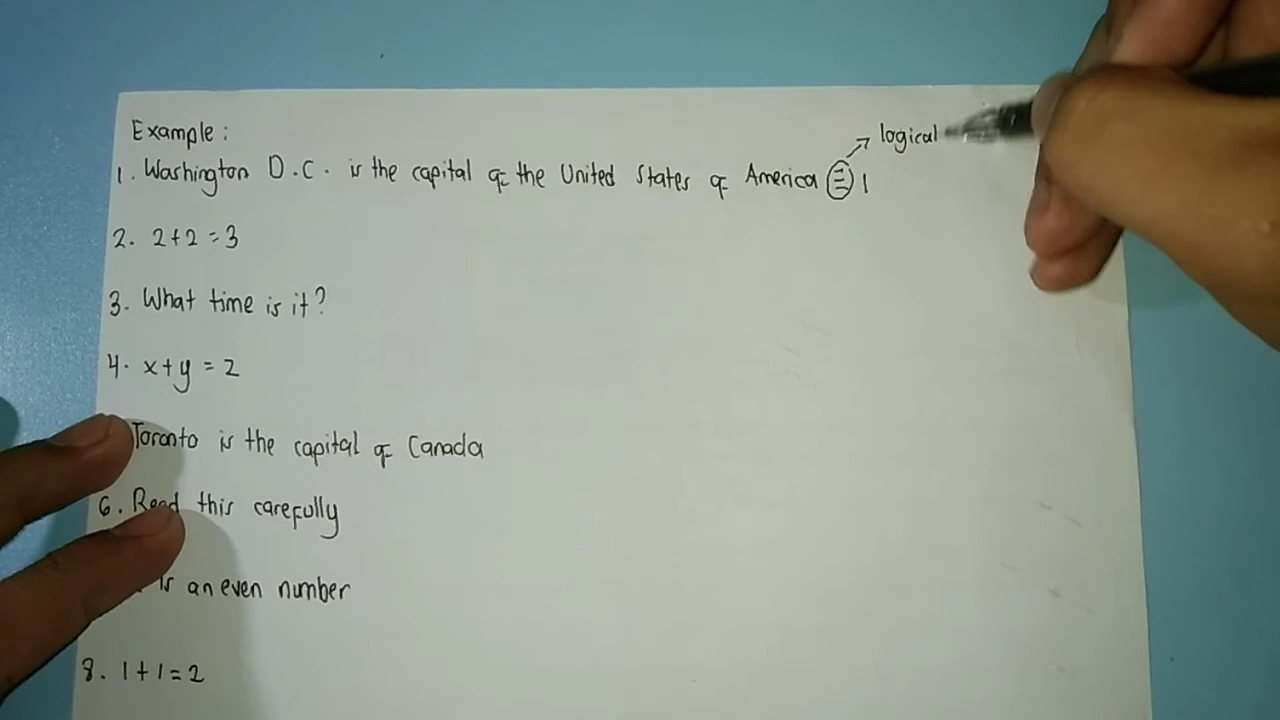 Example :
logical
1. Washington D.C. is the capital of the United States of America ≡ 1
2. 2+2 = 3
3. What time is it?
4. x+y = 2
Toronto is the capital of Canada
6. Read this carefully
is an even number
8. 1+1=2